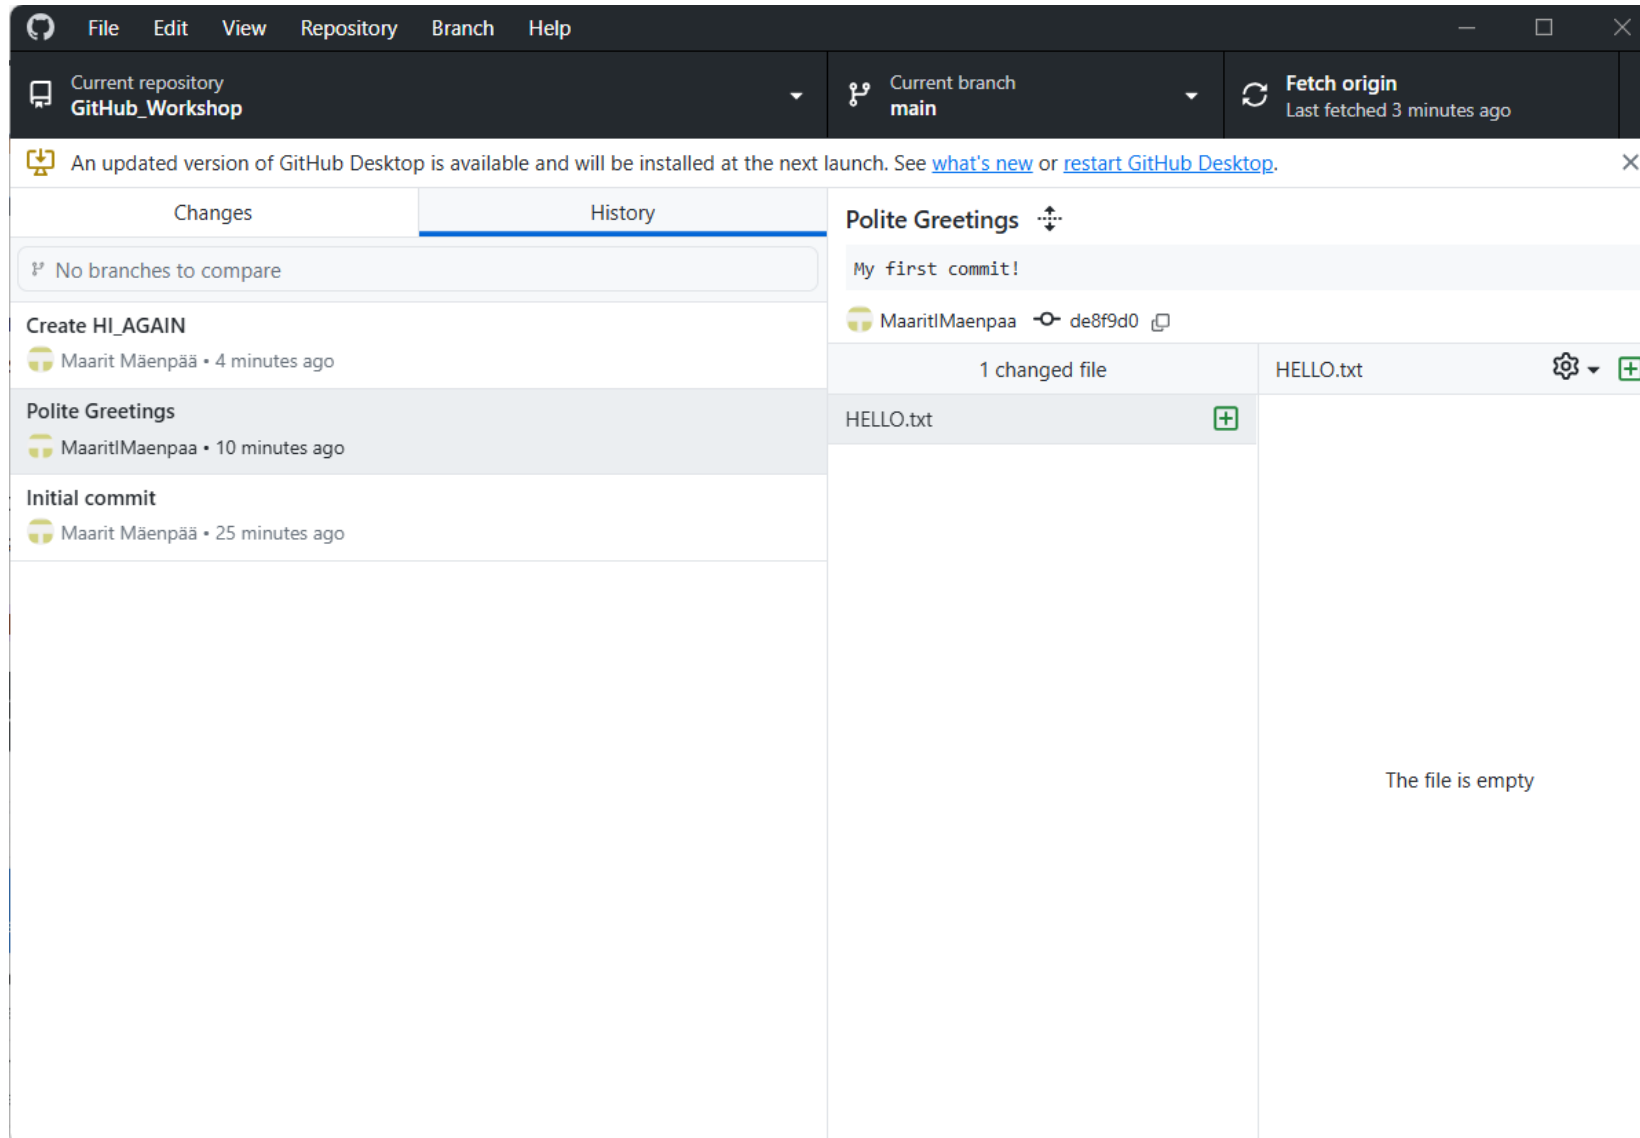 File Edit View Repository Branch Help
Current repository
GitHub_Workshop
Current branch
main
Fetch origin
Last fetched 3 minutes ago
An updated version of GitHub Desktop is available and will be installed at the next launch. See what's new or restart GitHub Desktop.
Changes
History
No branches to compare
Create HI_AGAIN
Maarit Mäenpää • 4 minutes ago
Polite Greetings
MaaritIMaenpaa • 10 minutes ago
Initial commit
Maarit Mäenpää • 25 minutes ago
Polite Greetings
My first commit!
MaaritIMaenpaa de8f9d0
1 changed file
HELLO.txt
HELLO.txt
The file is empty